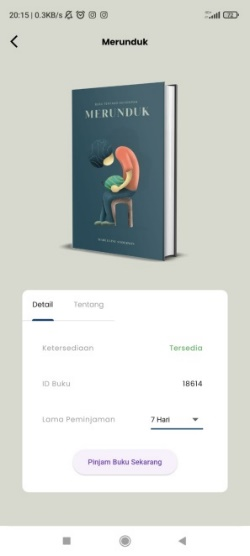 20:15 | 0.3KB/s
72
Merunduk
MERUNDUK
Detail
Tentang
Ketersediaan
Tersedia
ID Buku
18614
Lama Peminjaman
7 Hari
Pinjam Buku Sekarang